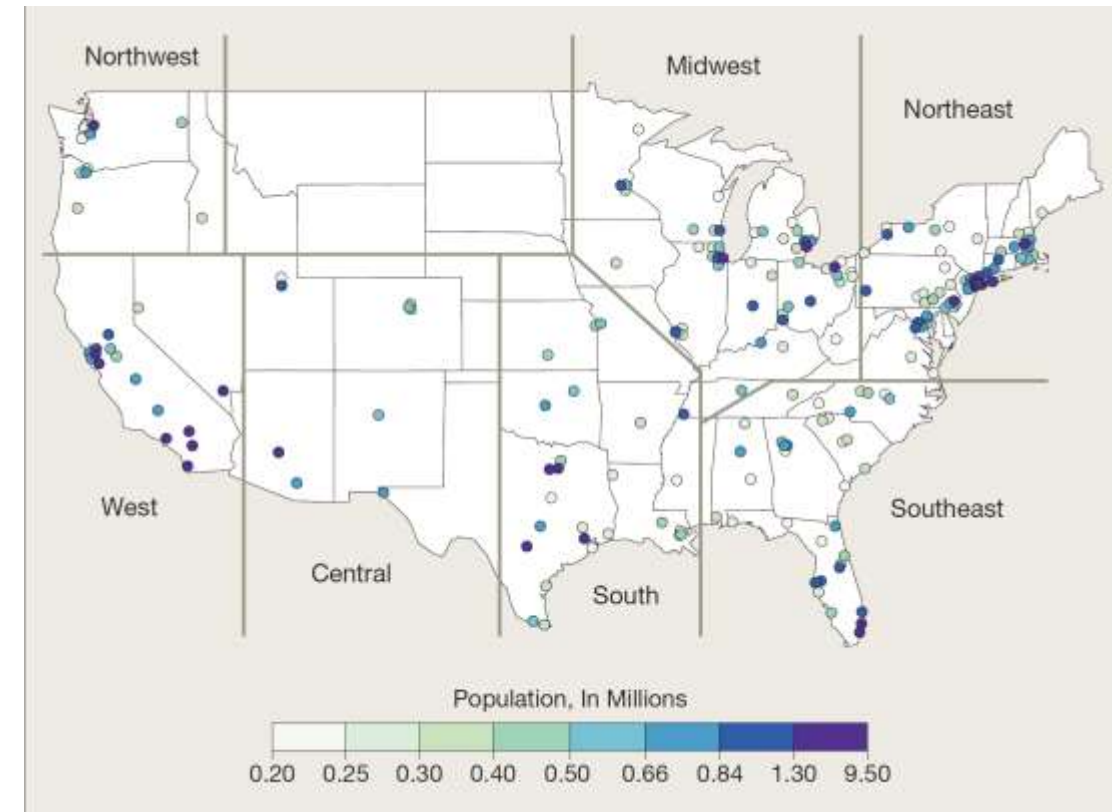 Northwest
Midwest
Northeast
West
Central
South
Southeast
Population, In Millions
0.20 0.25 0.30 0.40 0.50 0.66 0.84 1.30 9.50